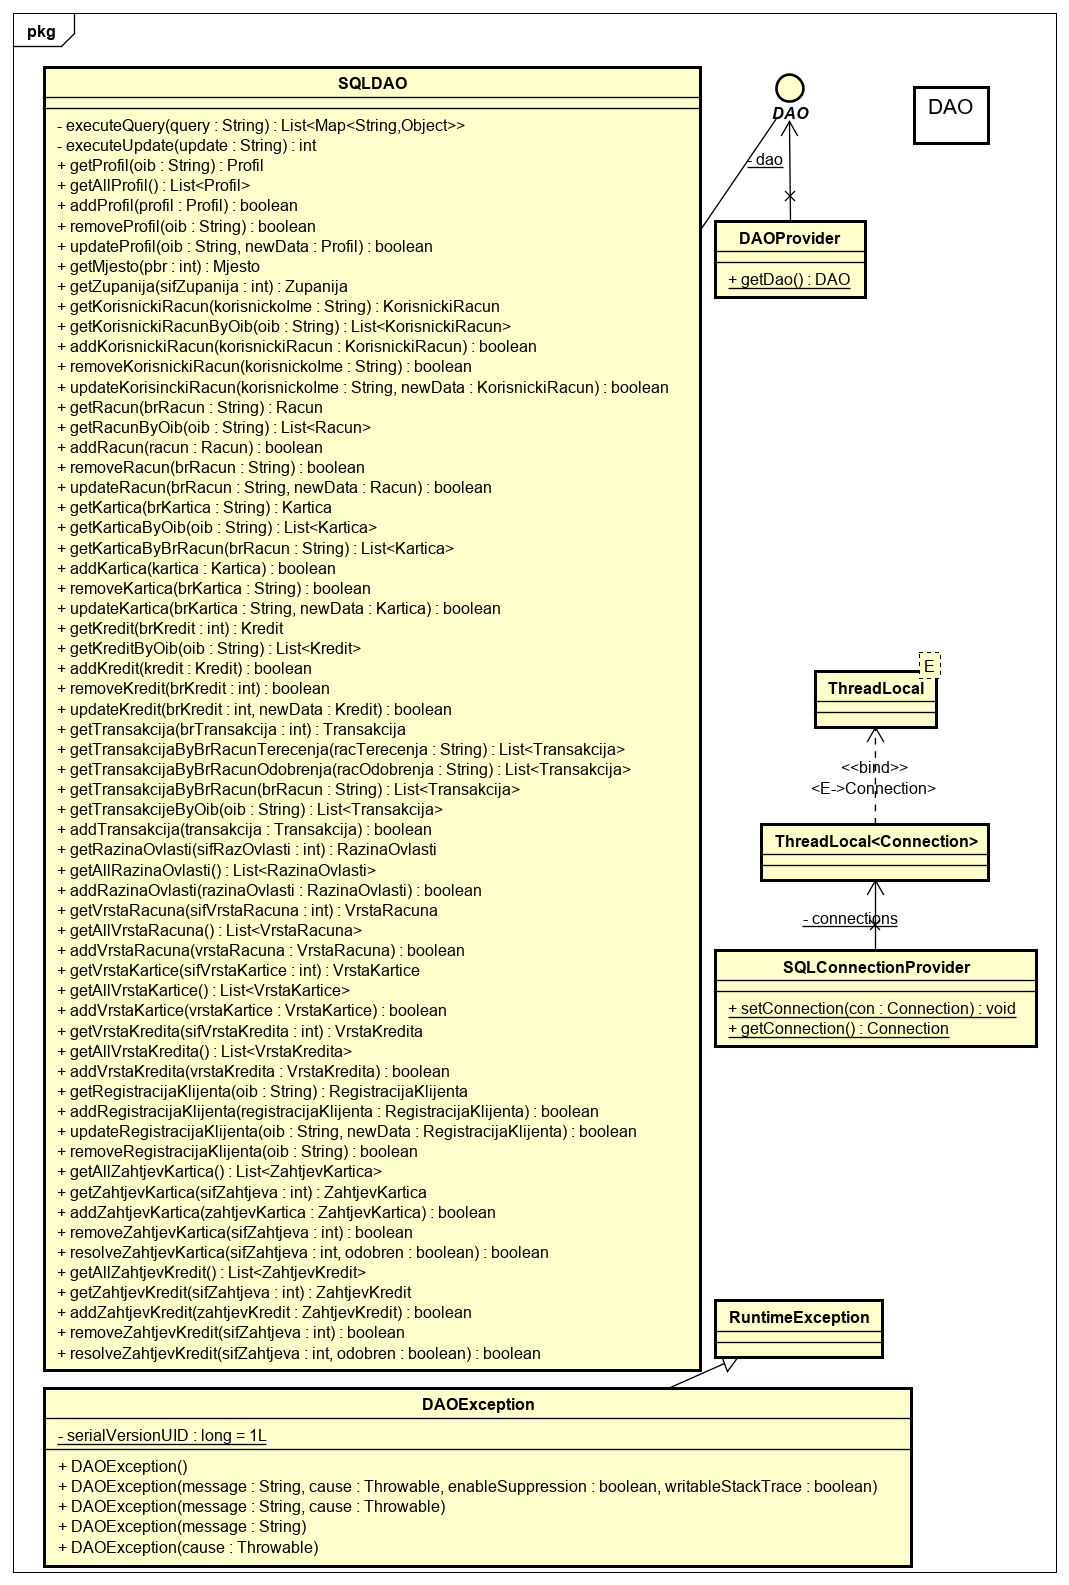 pkg
SQLDAO
- executeQuery(query : String) : List<Map<String,Object>>
- executeUpdate(update : String) : int
+ getProfil(oib : String) : Profil
+ getAllProfil() : List<Profil>
+ addProfil(profil : Profil) : boolean
+ removeProfil(oib : String) : boolean
+ updateProfil(oib : String, newData : Profil) : boolean
+ getMjesto(pbr : int) : Mjesto
+ getZupanija(sifZupanija : int) : Zupanija
+ getKorisnickiRacun(korisnickoIme : String) : KorisnickiRacun
+ getKorisnickiRacunByOib(oib : String) : List<KorisnickiRacun>
+ addKorisnickiRacun(korisnickiRacun : KorisnickiRacun) : boolean
+ removeKorisnickiRacun(korisnickoIme : String) : boolean
+ updateKorisinckiRacun(korisnickoIme : String, newData : KorisnickiRacun) : boolean
+ getRacun(brRacun : String) : Racun
+ getRacunByOib(oib : String) : List<Racun>
+ addRacun(racun : Racun) : boolean
+ removeRacun(brRacun : String) : boolean
+ updateRacun(brRacun : String, newData : Racun) : boolean
+ getKartica(brKartica : String) : Kartica
+ getKarticaByOib(oib : String) : List<Kartica>
+ getKarticaByBrRacun(brRacun : String) : List<Kartica>
+ addKartica(kartica : Kartica) : boolean
+ removeKartica(brKartica : String) : boolean
+ updateKartica(brKartica : String, newData : Kartica) : boolean
+ getKredit(brKredit : int) : Kredit
+ getKreditByOib(oib : String) : List<Kredit>
+ addKredit(kredit : Kredit) : boolean
+ removeKredit(brKredit : int) : boolean
+ updateKredit(brKredit : int, newData : Kredit) : boolean
+ getTransakcija(brTransakcija : int) : Transakcija
+ getTransakcijaByBrRacunTerecenja(racTerecenja : String) : List<Transakcija>
+ getTransakcijaByBrRacunOdobrenja(racOdobrenja : String) : List<Transakcija>
+ getTransakcijaByBrRacun(brRacun : String) : List<Transakcija>
+ getTransakcijeByOib(oib : String) : List<Transakcija>
+ addTransakcija(transakcija : Transakcija) : boolean
+ getRazinaOvlasti(sifRazOvlasti : int) : RazinaOvlasti
+ getAllRazinaOvlasti() : List<RazinaOvlasti>
+ addRazinaOvlasti(razinaOvlasti : RazinaOvlasti) : boolean
+ getVrstaRacuna(sifVrstaRacuna : int) : VrstaRacuna
+ getAllVrstaRacuna() : List<VrstaRacuna>
+ addVrstaRacuna(vrstaRacuna : VrstaRacuna) : boolean
+ getVrstaKartice(sifVrstaKartice : int) : VrstaKartice
+ getAllVrstaKartice() : List<VrstaKartice>
+ addVrstaKartice(vrstaKartice : VrstaKartice) : boolean
+ getVrstaKredita(sifVrstaKredita : int) : VrstaKredita
+ getAllVrstaKredita() : List<VrstaKredita>
+ addVrstaKredita(vrstaKredita : VrstaKredita) : boolean
+ getRegistracijaKlijenta(oib : String) : RegistracijaKlijenta
+ addRegistracijaKlijenta(registracijaKlijenta : RegistracijaKlijenta) : boolean
+ updateRegistracijaKlijenta(oib : String, newData : RegistracijaKlijenta) : boolean
+ removeRegistracijaKlijenta(oib : String) : boolean
+ getAllZahtjevKartica() : List<ZahtjevKartica>
+ getZahtjevKartica(sifZahtjeva : int) : ZahtjevKartica
+ addZahtjevKartica(zahtjevKartica : ZahtjevKartica) : boolean
+ removeZahtjevKartica(sifZahtjeva : int) : boolean
+ resolveZahtjevKartica(sifZahtjeva : int, odobren : boolean) : boolean
+ getAllZahtjevKredit() : List<ZahtjevKredit>
+ getZahtjevKredit(sifZahtjeva : int) : ZahtjevKredit
+ addZahtjevKredit(zahtjevKredit : ZahtjevKredit) : boolean
+ removeZahtjevKredit(sifZahtjeva : int) : boolean
+ resolveZahtjevKredit(sifZahtjeva : int, odobren : boolean) : boolean
DAO
- dao
DAO
DAOProvider
+ getDao() : DAO
E
ThreadLocal
<<bind>>
<E->Connection>
ThreadLocal<Connection>
- connections
SQLConnectionProvider
+ setConnection(con : Connection) : void
+ getConnection() : Connection
RuntimeException
DAOException
- serialVersionUID : long = 1L
+ DAOException()
+ DAOException(message : String, cause : Throwable, enableSuppression : boolean, writableStackTrace : boolean)
+ DAOException(message : String, cause : Throwable)
+ DAOException(message : String)
+ DAOException(cause : Throwable)